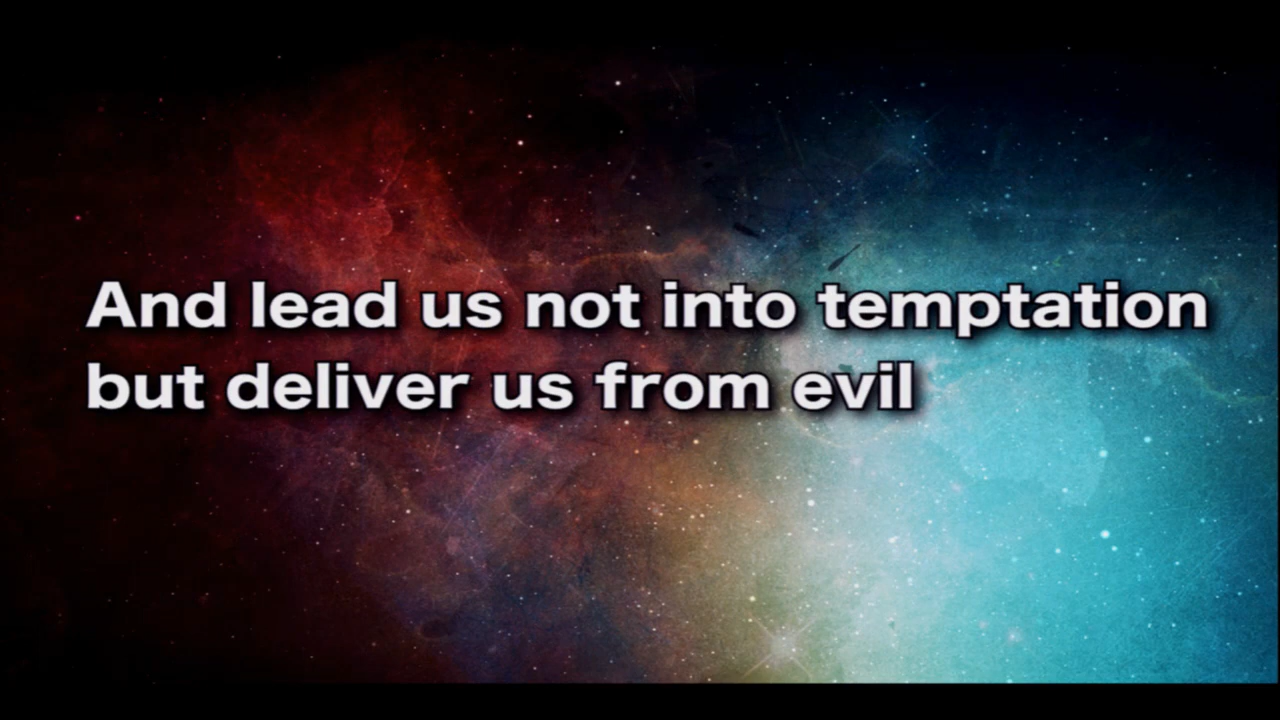 And lead us not into temptation
but deliver us from evil